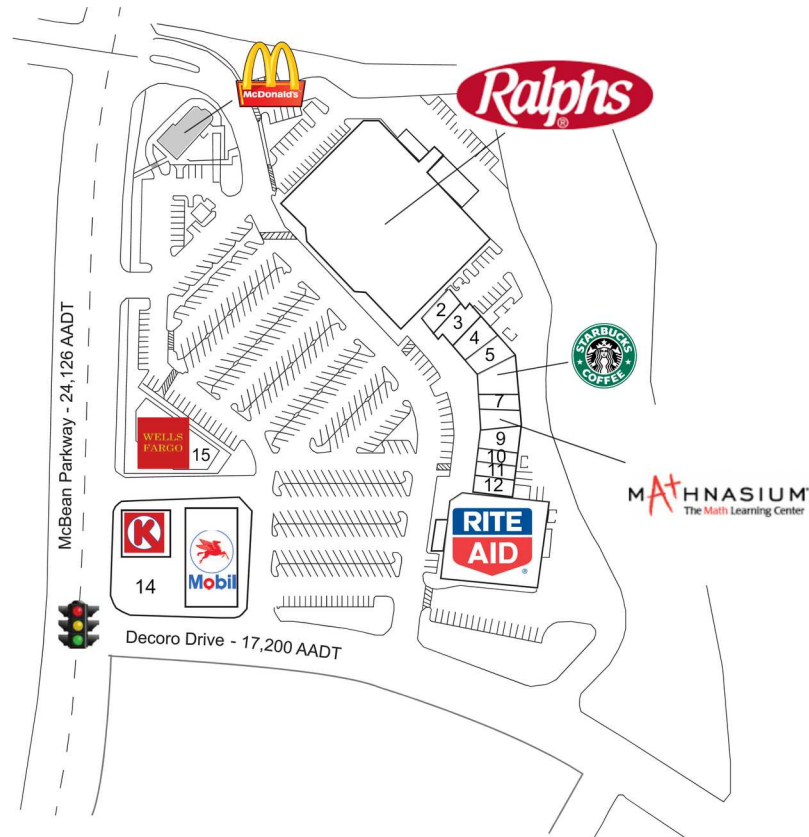 McDonald's
Ralphs
®
2
3
4
5
STARBUCKS
COFFEE
7
9
10
11
12
MATHNASIUM®
The Math Learning Center
McBean Parkway - 24,126 AADT
WELLS
FARGO
15
K
14
Mobil
RITE
AID
®
Decoro Drive - 17,200 AADT